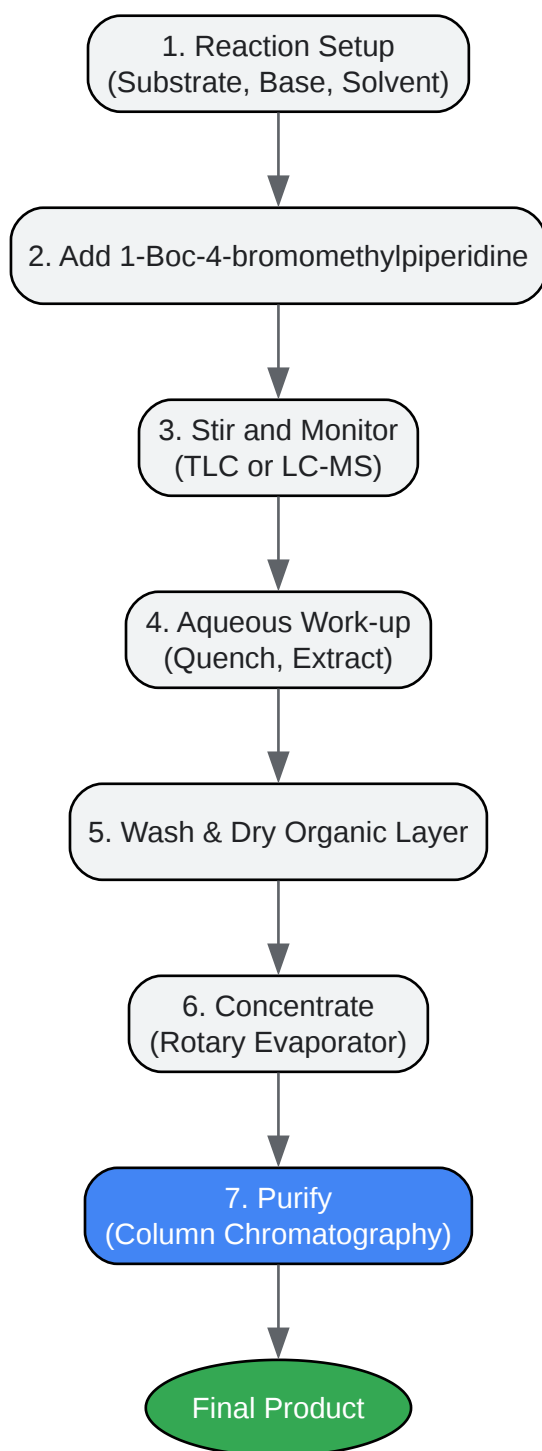 1. Reaction Setup
(Substrate, Base, Solvent)
2. Add 1-Boc-4-bromomethylpiperidine
3. Stir and Monitor
(TLC or LC-MS)
4. Aqueous Work-up
(Quench, Extract)
5. Wash & Dry Organic Layer
6. Concentrate
(Rotary Evaporator)
7. Purify
(Column Chromatography)
Final Product